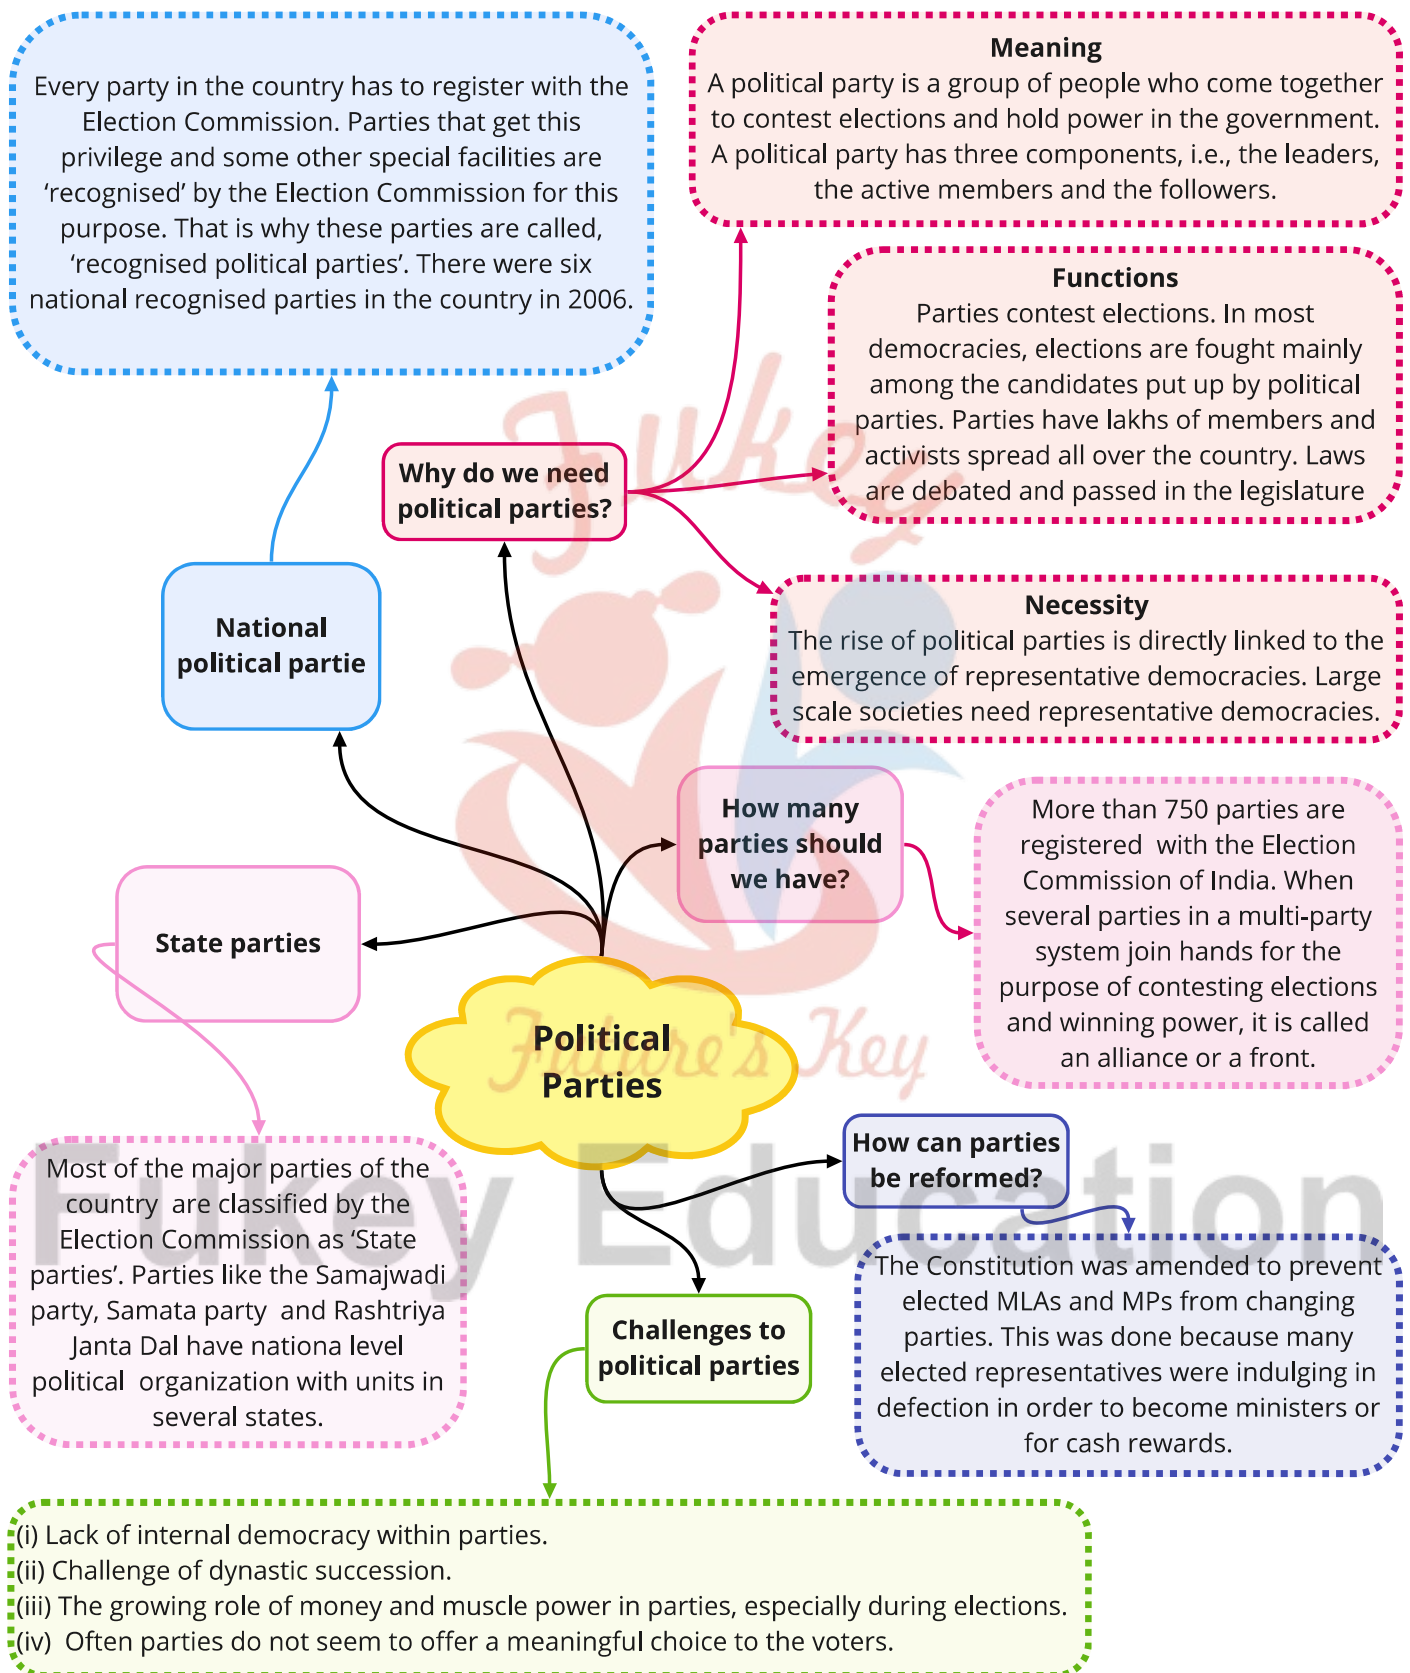 Every party in the country has to register with the
Election Commission. Parties that get this
privilege and some other special facilities are
‘recognised’ by the Election Commission for this
purpose. That is why these parties are called,
‘recognised political parties’. There were six
national recognised parties in the country in 2006.
Meaning
A political party is a group of people who come together
to contest elections and hold power in the government.
A political party has three components, i.e., the leaders,
the active members and the followers.
Functions
Parties contest elections. In most
democracies, elections are fought mainly
among the candidates put up by political
parties. Parties have lakhs of members and
activists spread all over the country. Laws
are debated and passed in the legislature
Why do we need
political parties?
Necessity
The rise of political parties is directly linked to the
emergence of representative democracies. Large
scale societies need representative democracies.
National
political partie
How many
parties should
we have?
More than 750 parties are
registered  with the Election
Commission of India. When
several parties in a multi-party
system join hands for the
purpose of contesting elections
and winning power, it is called
an alliance or a front.
State parties
Political
Parties
Most of the major parties of the
country  are classified by the
Election Commission as ‘State
parties’. Parties like the Samajwadi
party, Samata party  and Rashtriya
Janta Dal have nationa level
political  organization with units in
several states.
How can parties
be reformed?
The Constitution was amended to prevent
elected MLAs and MPs from changing
parties. This was done because many
elected representatives were indulging in
defection in order to become ministers or
for cash rewards.
Challenges to
political parties
(i) Lack of internal democracy within parties.
(ii) Challenge of dynastic succession.
(iii) The growing role of money and muscle power in parties, especially during elections.
(iv)  Often parties do not seem to offer a meaningful choice to the voters.
Fukey
Future's Key
Fukey Education